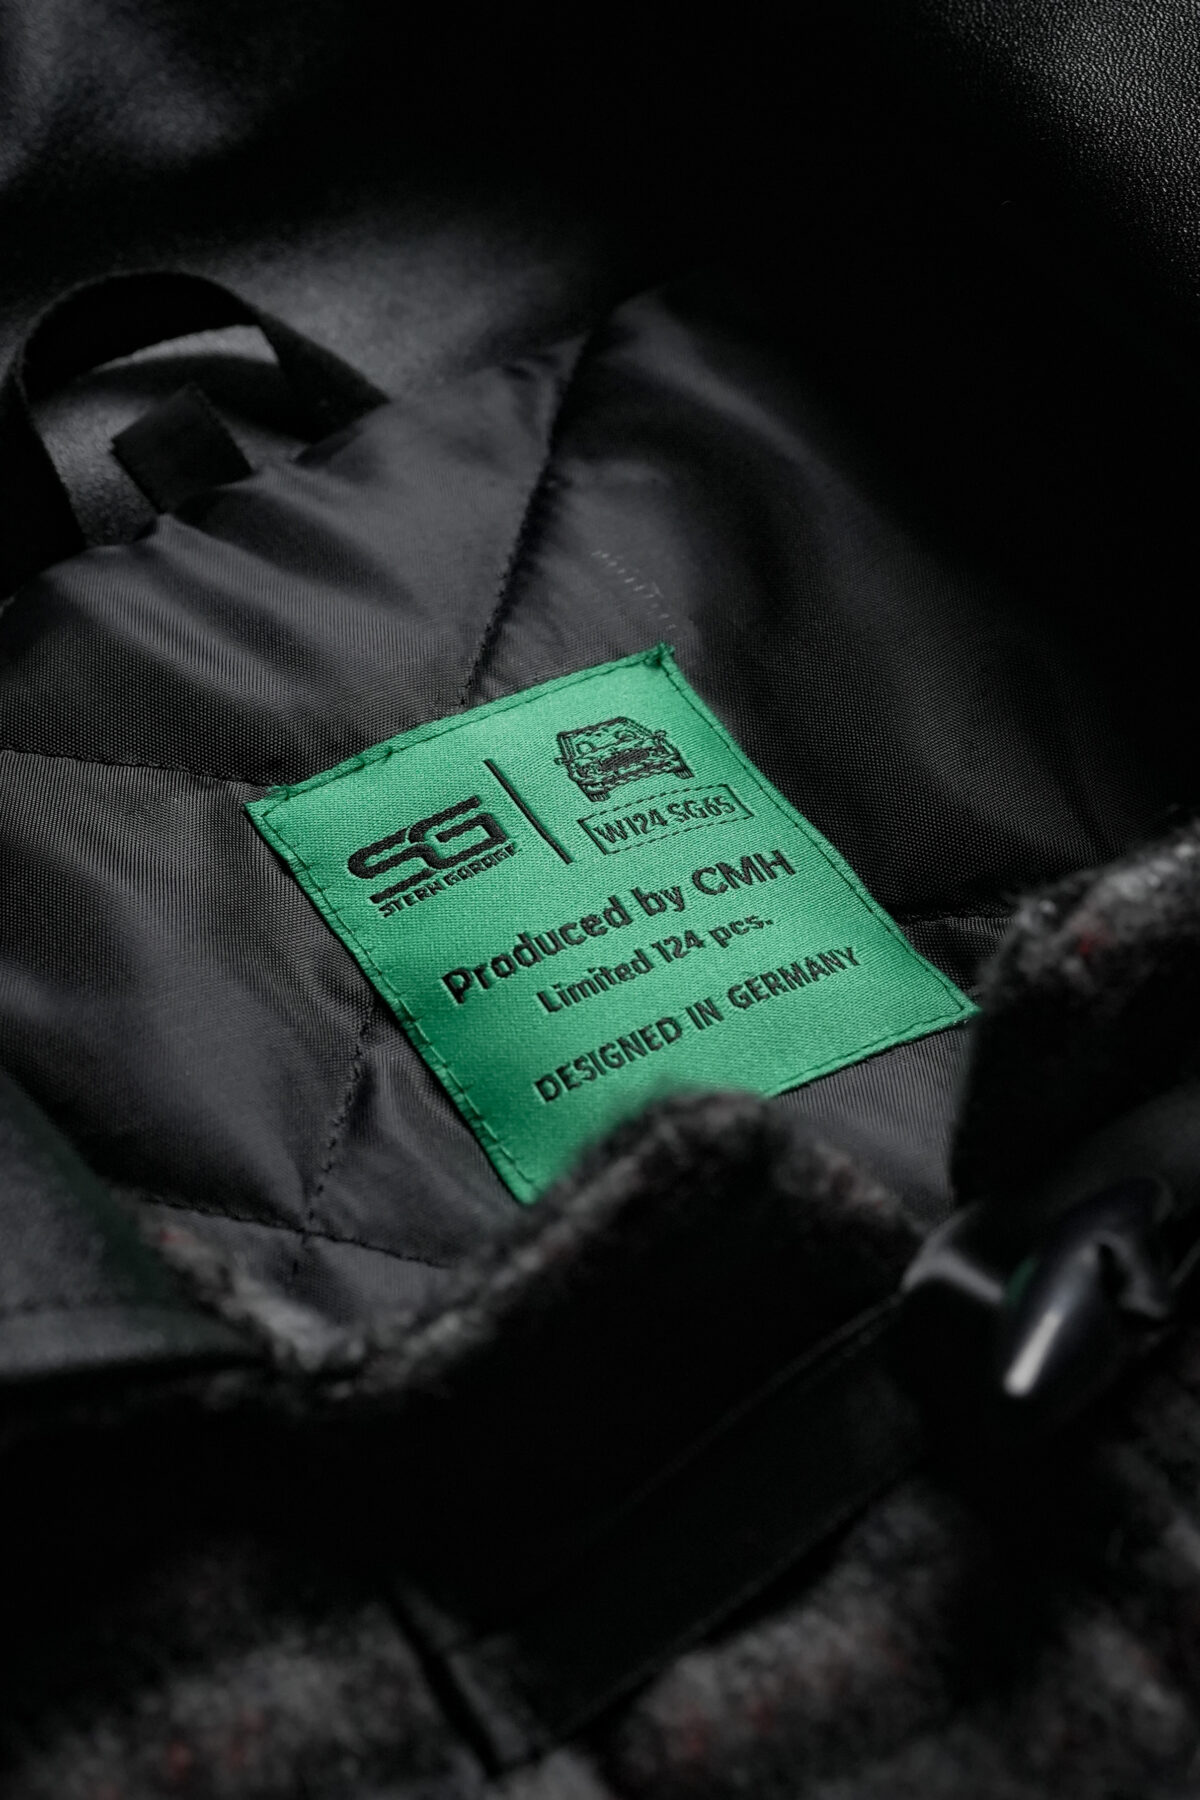 SG
STERN GARAGE
W124 SG65
Produced by CMH
Limited 124 pcs.
DESIGNED IN GERMANY